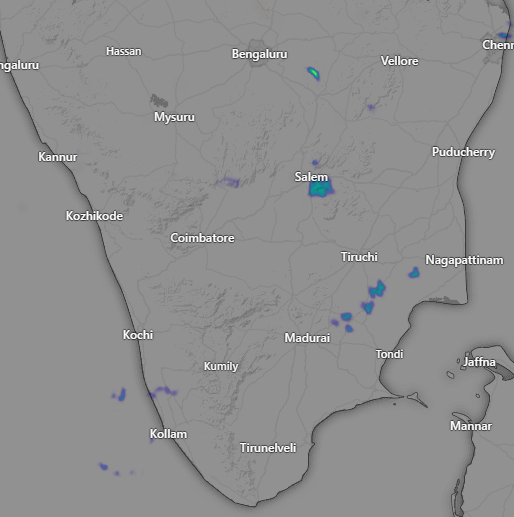 Hassan
Bengaluru
Chenn
ngaluru
Vellore
Mysuru
Kannur
Puducherry
Salem
Kozhikode
Coimbatore
Tiruchi
Nagapattinam
Kochi
Madurai
Tondi
Jaffna
Kumily
Kollam
Mannar
Tirunelveli